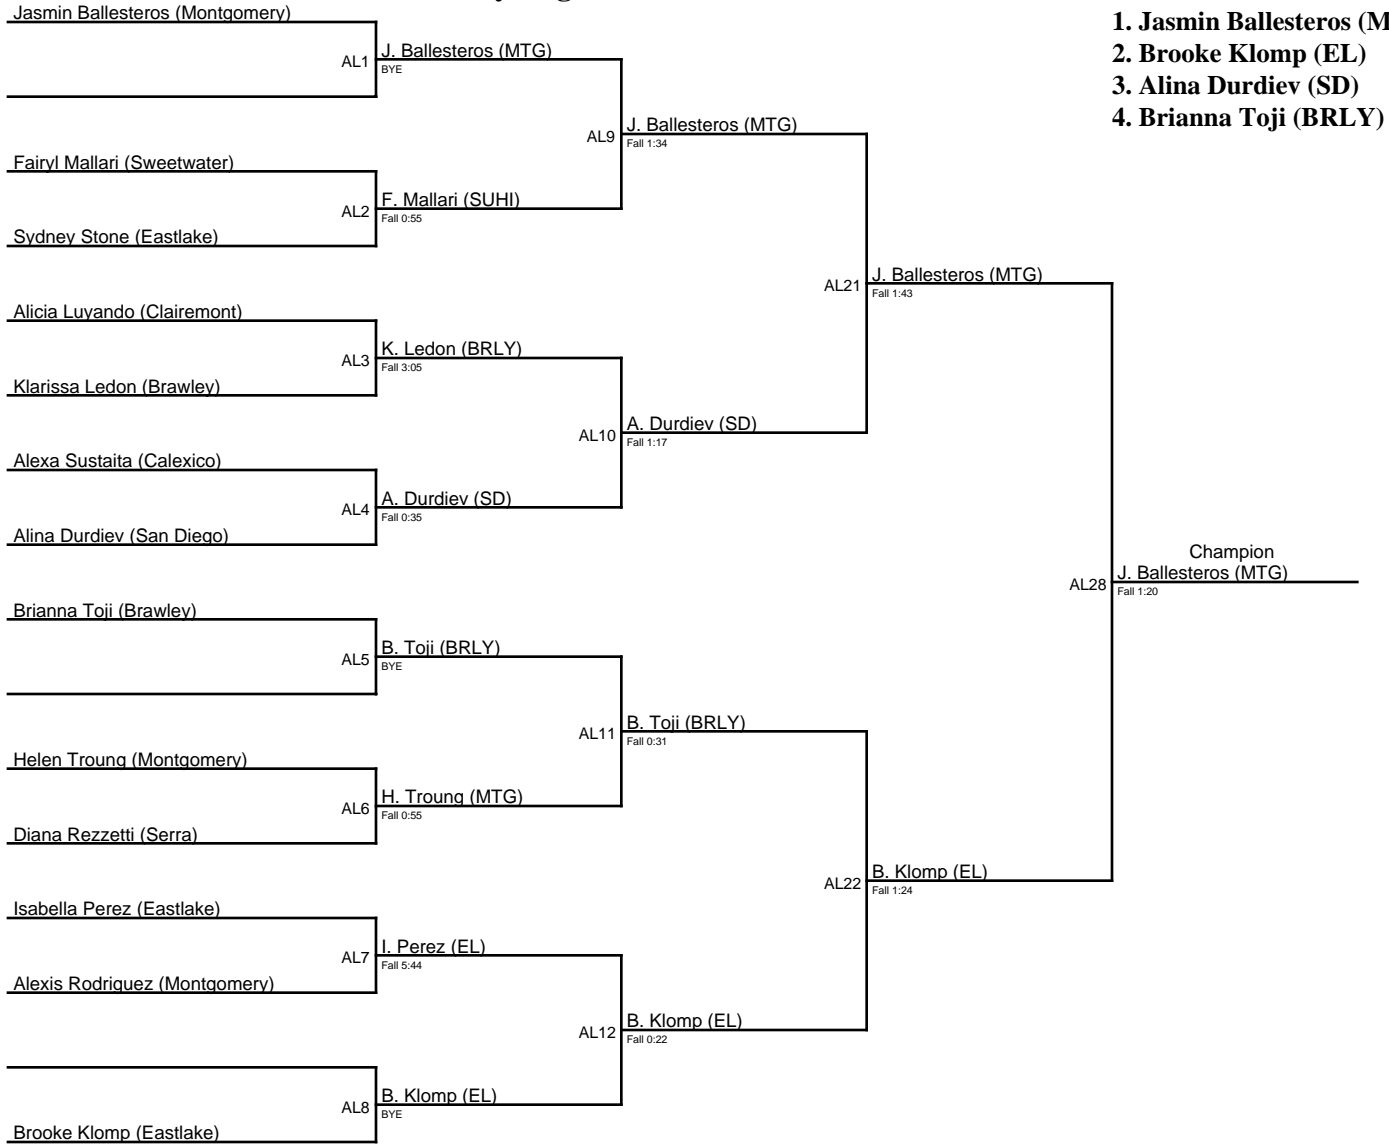 Jasmin Ballesteros (Montgomery)
AL1
J. Ballesteros (MTG)
BYE
Fairyl Mallari (Sweetwater)
AL2
F. Mallari (SUHI)
Fall 0:55
Sydney Stone (Eastlake)
AL9
J. Ballesteros (MTG)
Fall 1:34
Alicia Luyando (Clairemont)
AL3
K. Ledon (BRLY)
Fall 3:05
Klarissa Ledon (Brawley)
Alexa Sustaita (Calexico)
AL4
A. Durdiev (SD)
Fall 0:35
Alina Durdiev (San Diego)
AL10
A. Durdiev (SD)
Fall 1:17
AL21
J. Ballesteros (MTG)
Fall 1:43
Brianna Toji (Brawley)
AL5
B. Toji (BRLY)
BYE
Helen Troung (Montgomery)
AL6
H. Troung (MTG)
Fall 0:55
Diana Rezzetti (Serra)
AL11
B. Toji (BRLY)
Fall 0:31
Isabella Perez (Eastlake)
AL7
I. Perez (EL)
Fall 5:44
Alexis Rodriguez (Montgomery)
AL8
B. Klomp (EL)
BYE
Brooke Klomp (Eastlake)
AL12
B. Klomp (EL)
Fall 0:22
AL22
B. Klomp (EL)
Fall 1:24
AL28
Champion
J. Ballesteros (MTG)
Fall 1:20
1. Jasmin Ballesteros (M
2. Brooke Klomp (EL)
3. Alina Durdiev (SD)
4. Brianna Toji (BRLY)